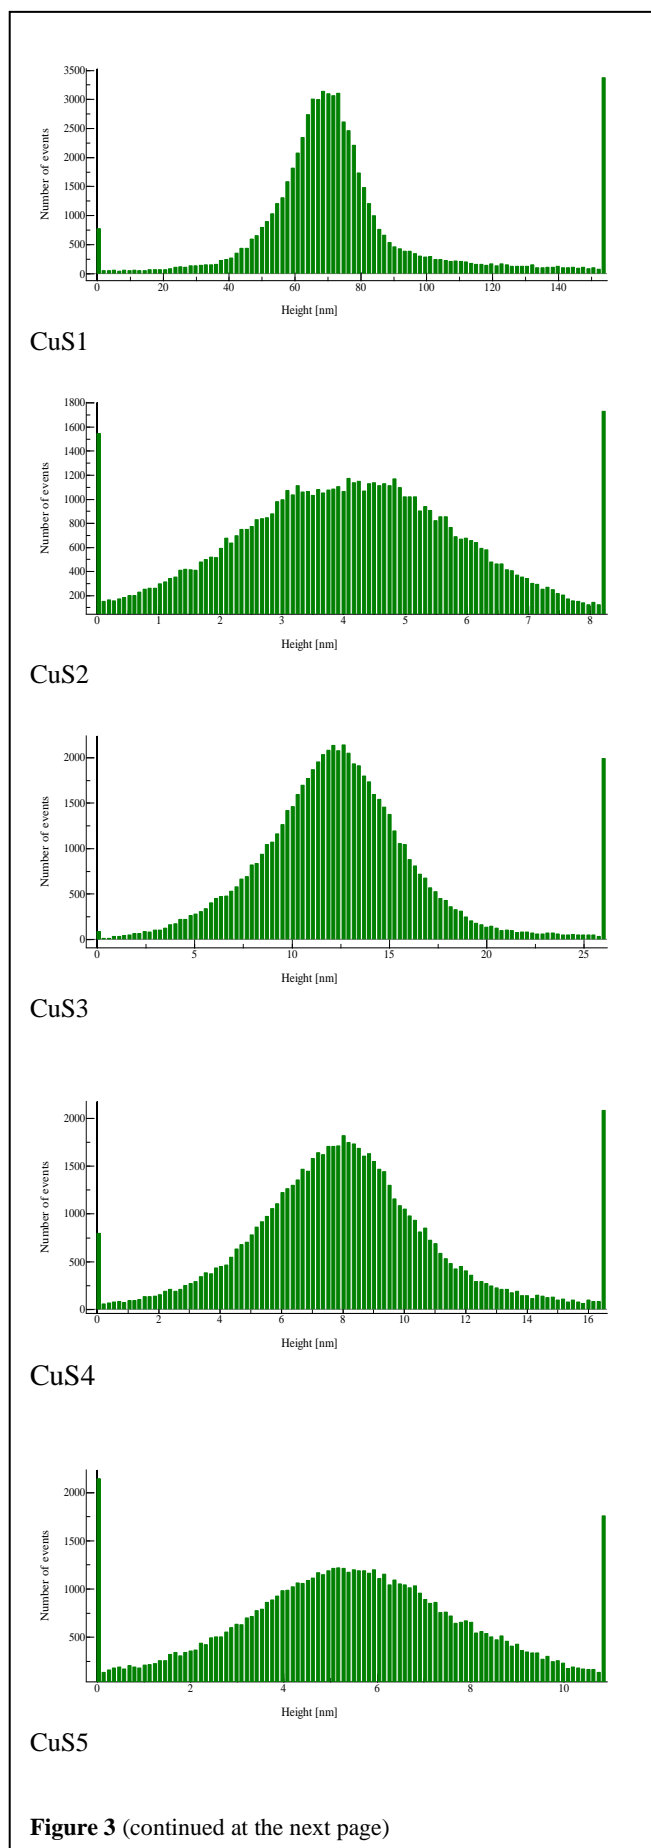 3500
3000
2500
2000
1500
1000
500
0
Number of events
0 20 40 60 80 100 120 140
Height [nm]
CuS1
1800
1600
1400
1200
1000
800
600
400
200
Number of events
0 1 2 3 4 5 6 7 8
Height [nm]
CuS2
2000
1500
1000
500
0
Number of events
0 5 10 15 20 25
Height [nm]
CuS3
2000
1500
1000
500
0
Number of events
0 2 4 6 8 10 12 14 16
Height [nm]
CuS4
2000
1500
1000
500
Number of events
0 2 4 6 8 10
Height [nm]
CuS5
Figure 3 (continued at the next page)